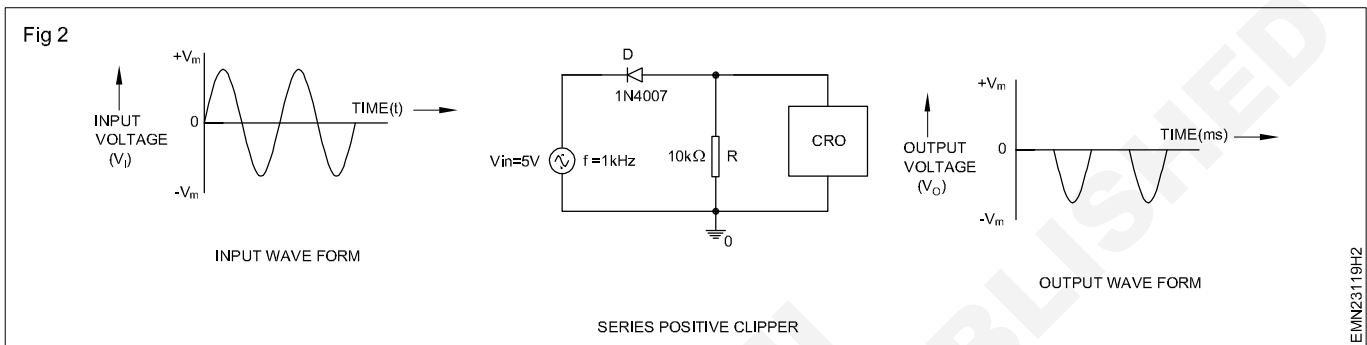 Fig 2
+Vm
INPUT
VOLTAGE
(VI)
0
TIME(t)
-Vm
INPUT WAVE FORM
D
1N4007
Vin=5V
f =1kHz
10kΩ
R
CRO
0
SERIES POSITIVE CLIPPER
+Vm
OUTPUT
VOLTAGE
(VO)
0
TIME(ms)
-Vm
OUTPUT WAVE FORM
EMN23119H2
BLISHED